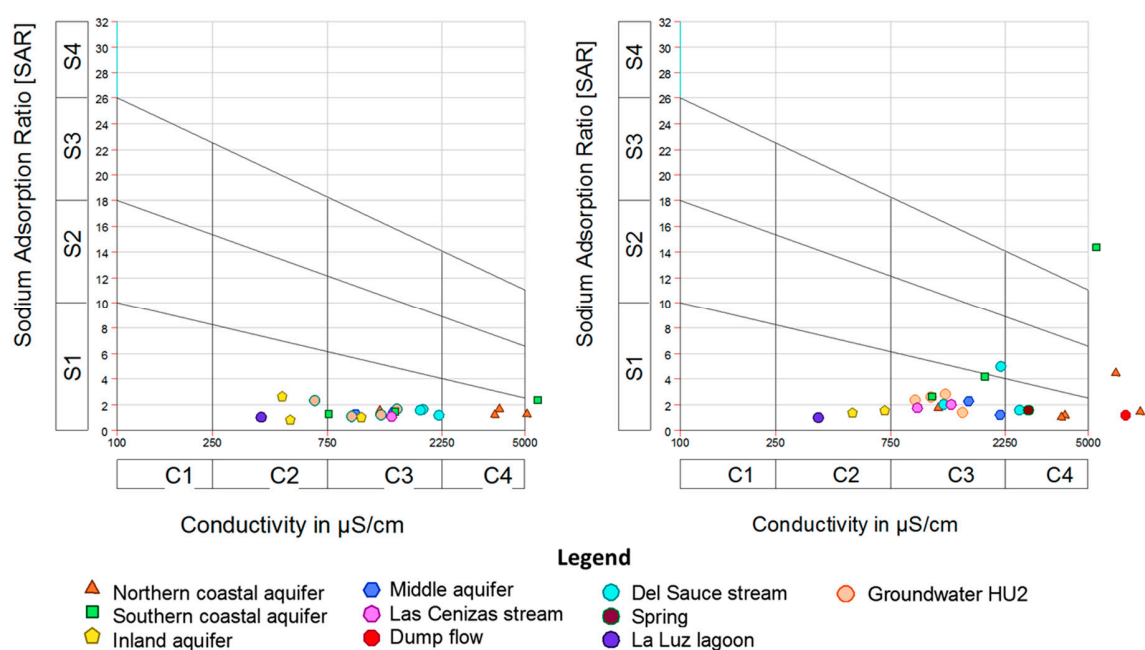 Sodium Adsorption Ratio [SAR]
S4
S3
S2
S1
32
30
28
26
24
22
20
18
16
14
12
10
8
6
4
2
0
100
250
750
2250
5000
C1
C2
C3
C4
Conductivity in µS/cm
Sodium Adsorption Ratio [SAR]
S4
S3
S2
S1
32
30
28
26
24
22
20
18
16
14
12
10
8
6
4
2
0
100
250
750
2250
5000
C1
C2
C3
C4
Conductivity in µS/cm
Legend
Northern coastal aquifer
Southern coastal aquifer
Inland aquifer
Middle aquifer
Las Cenizas stream
Dump flow
Del Sauce stream
Spring
La Luz lagoon
Groundwater HU2